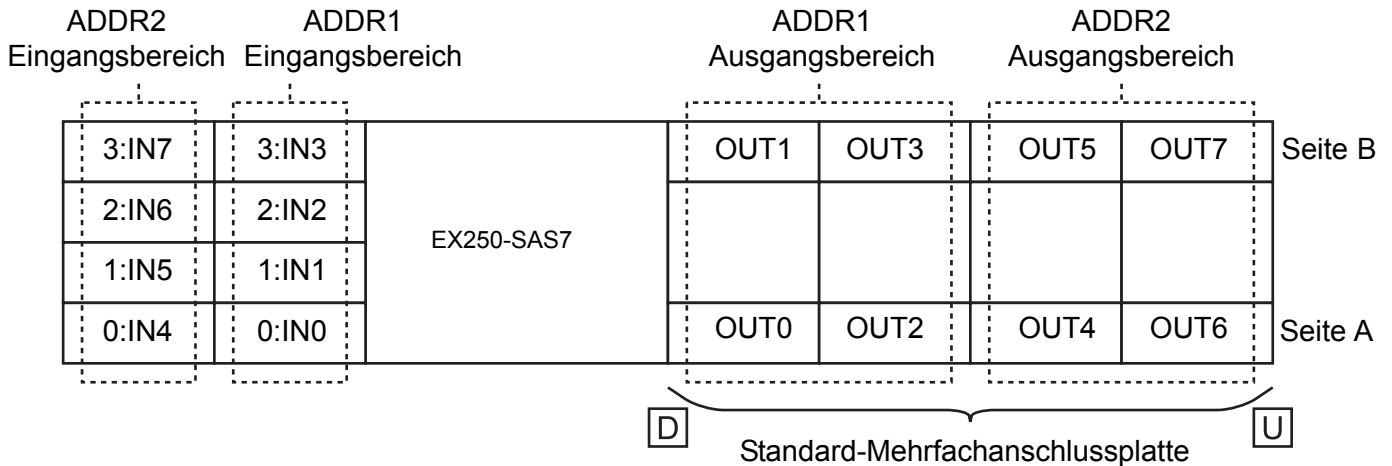 ADDR2 ADDR1 ADDR1 ADDR2
Eingangsbereich Eingangsbereich Ausgangsbereich Ausgangsbereich
3:IN7 3:IN3 OUT1 OUT3 OUT5 OUT7 Seite B
2:IN6 2:IN2
EX250-SAS7
1:IN5 1:IN1
0:IN4 0:IN0 OUT0 OUT2 OUT4 OUT6 Seite A
D U
Standard-Mehrfachanschlussplatte